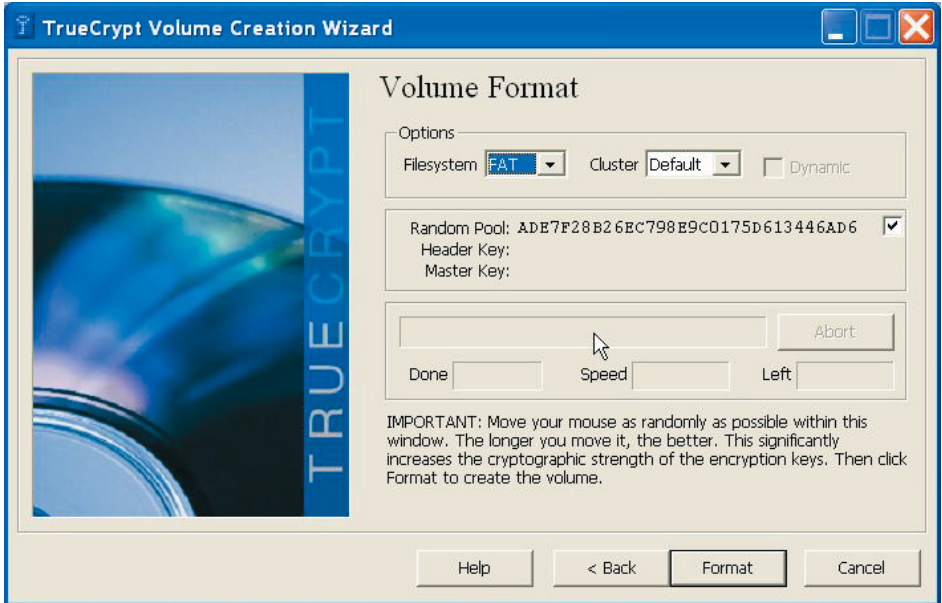 TrueCrypt Volume Creation Wizard
TRUECRYPT
Volume Format
Options
Filesystem FAT Cluster Default Dynamic
Random Pool: ADE7F28B26EC798E9C0175D613446AD6
Header Key:
Master Key:
Abort
Done Speed Left
IMPORTANT: Move your mouse as randomly as possible within this
window. The longer you move it, the better. This significantly
increases the cryptographic strength of the encryption keys. Then click
Format to create the volume.
Help < Back Format Cancel